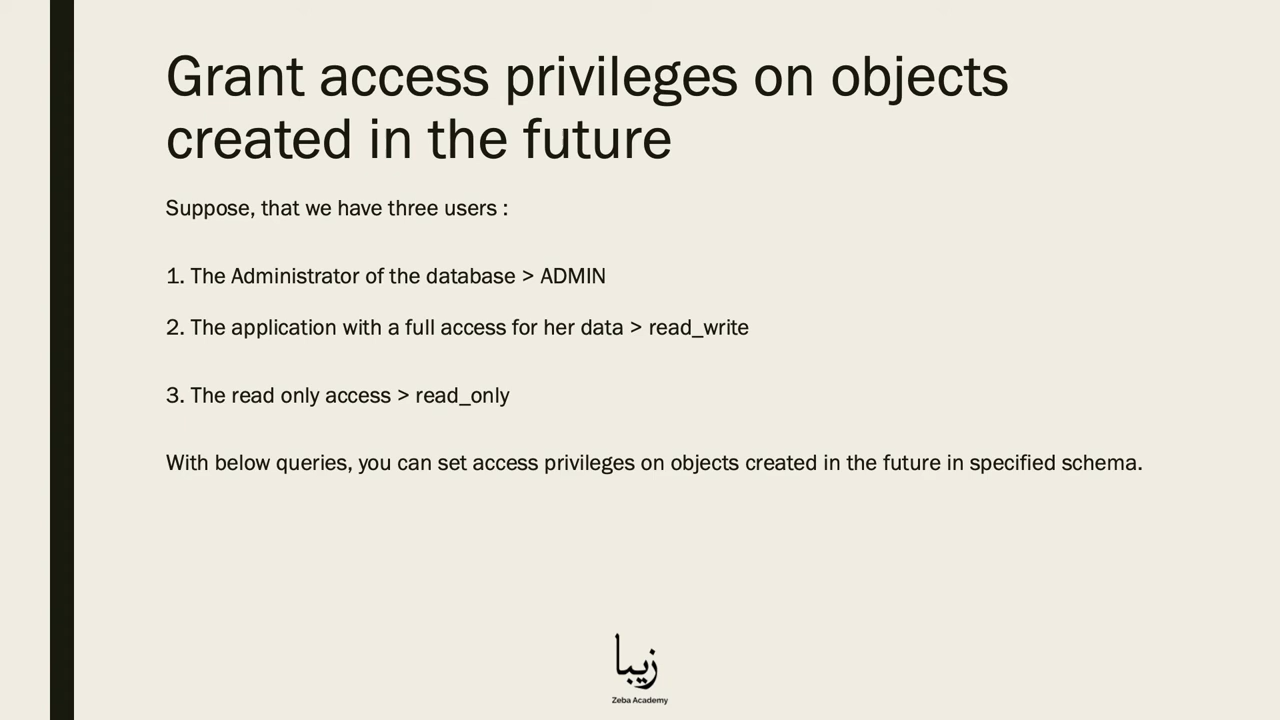 Grant access privileges on objects
created in the future
Suppose, that we have three users :
1. The Administrator of the database > ADMIN
2. The application with a full access for her data > read_write
3. The read only access > read_only
With below queries, you can set access privileges on objects created in the future in specified schema.
زيبا
Zeba Academy